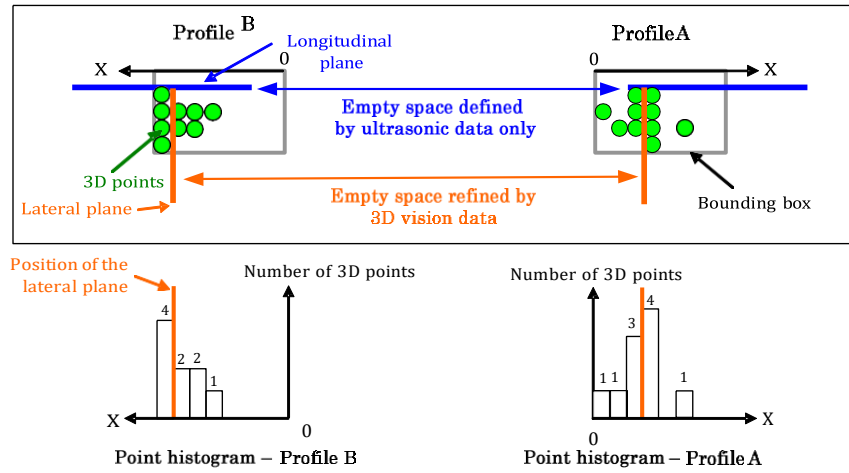 Profile B
Longitudinal
plane
X
0
ProfileA
0
X
Empty space defined
by ultrasonic data only
3D points
Lateral plane
Empty space refined by
3D vision data
Bounding box
Position of the
lateral plane
Number of 3D points
4
2
2
1
X
0
Point histogram – Profile B
Number of 3D points
1
1
3
4
1
X
0
Point histogram – Profile A